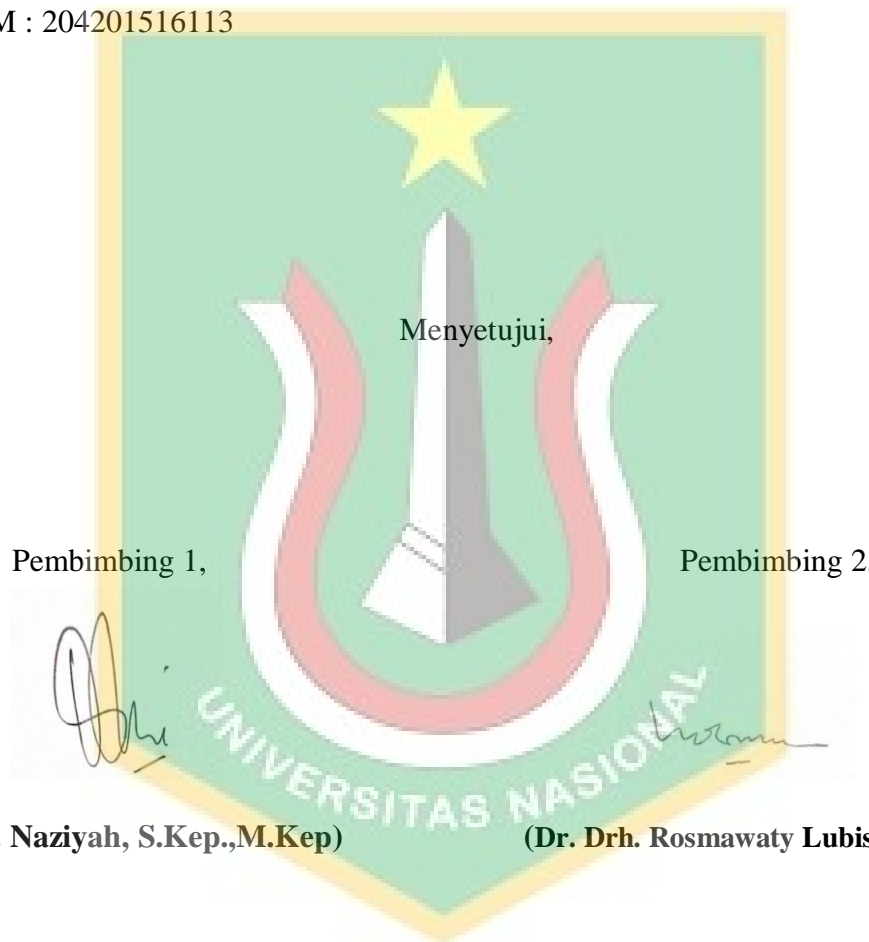 M : 204201516113
Menyetujui,
Pembimbing 1, Pembimbing 2,
UNIVERSITAS NASIONAL
. Naziyah, S.Kep.,M.Kep) (Dr. Drh. Rosmawaty Lubis